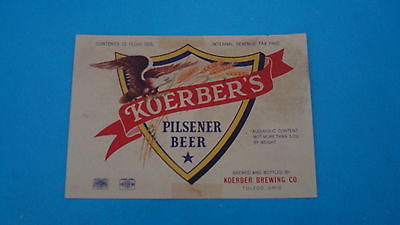 CONTENTS 12 FLUID OZS.
INTERNAL REVENUE TAX PAID
KOERBER'S
PILSENER
BEER
ALCOHOLIC CONTENT
NOT MORE THAN 3.2%
BY WEIGHT
BREWED AND BOTTLED BY
KOERBER BREWING CO.
TOLEDO, OHIO